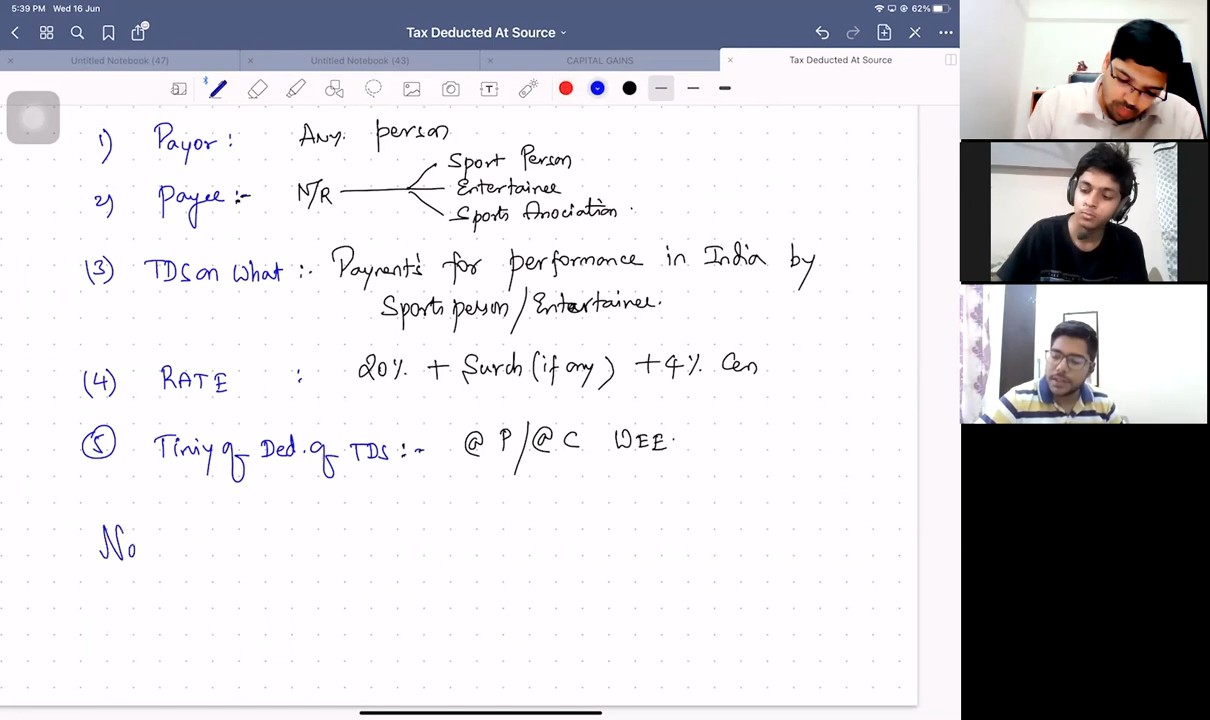 5:39 PM Wed 16 Jun
62%
Tax Deducted At Source
Untitled Notebook (47)
Untitled Notebook (43)
CAPITAL GAINS
Tax Deducted At Source
1) Payor : Any. person
2) Payee :- N/R
Sport Person
Entertainee
Sports Association.
(3) TDS on What :- Payments for performance in India by
Sports person/Entertainee.
(4) RATE : 20% + Surch (if any) + 4% Cess
(5) Timing of Ded. of TDS :- @ P/@ C WEE.
No